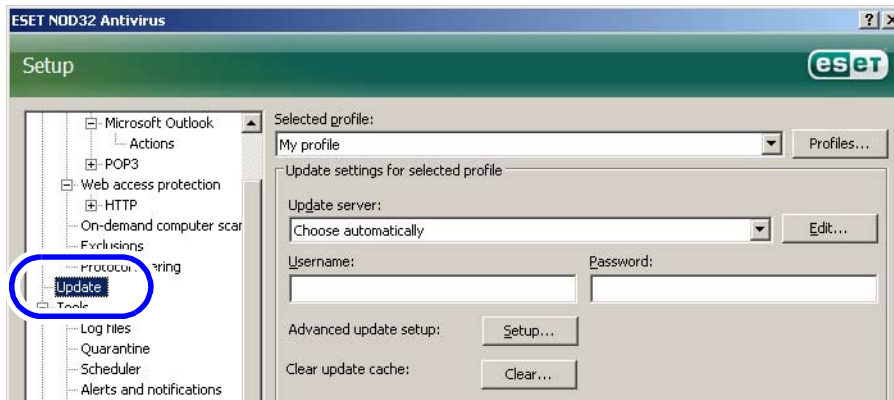 ESET NOD32 Antivirus
Setup
eset
Microsoft Outlook
Actions
POP3
Web access protection
HTTP
On-demand computer scar
Exclusions
Update
Tools
Log files
Quarantine
Scheduler
Alerts and notifications
Selected profile:
My profile
Profiles...
Update settings for selected profile
Update server:
Choose automatically
Edit...
Username:
Password:
Advanced update setup:
Setup...
Clear update cache:
Clear...